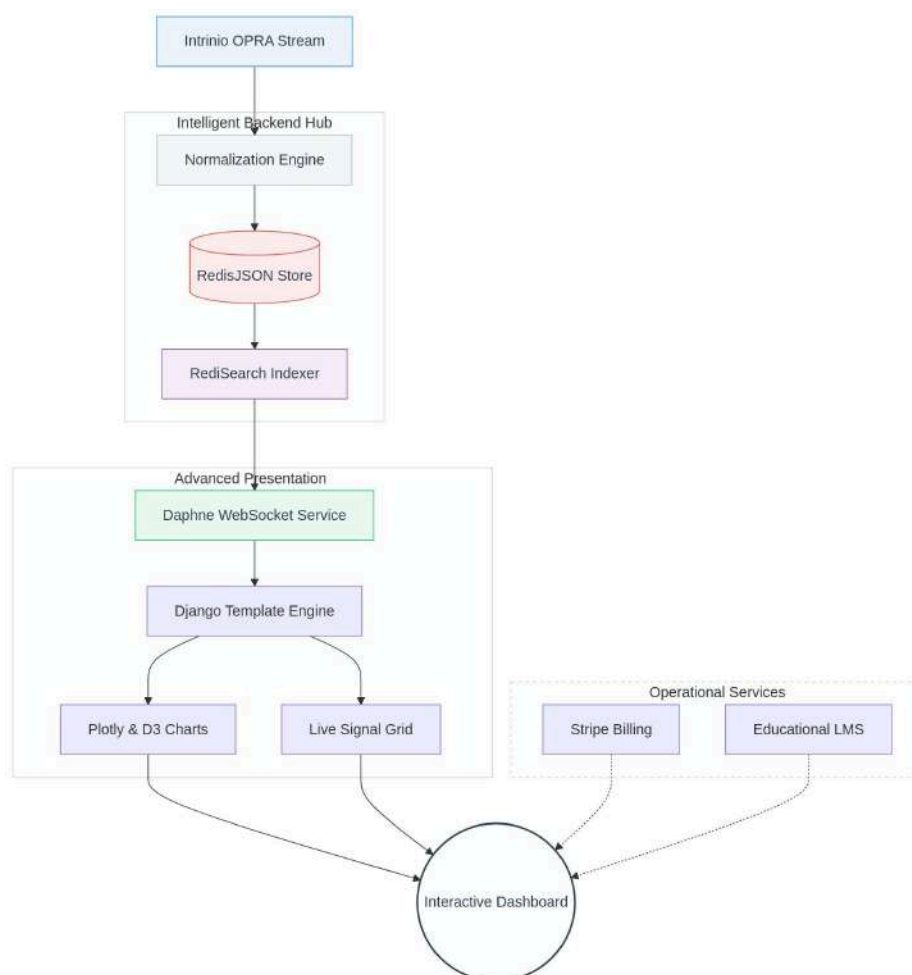 Intrinio OPRA Stream
Intelligent Backend Hub
Normalization Engine
RedisJSON Store
RediSearch Indexer
Advanced Presentation
Daphne WebSocket Service
Django Template Engine
Operational Services
Plotly & D3 Charts
Live Signal Grid
Stripe Billing
Educational LMS
Interactive Dashboard